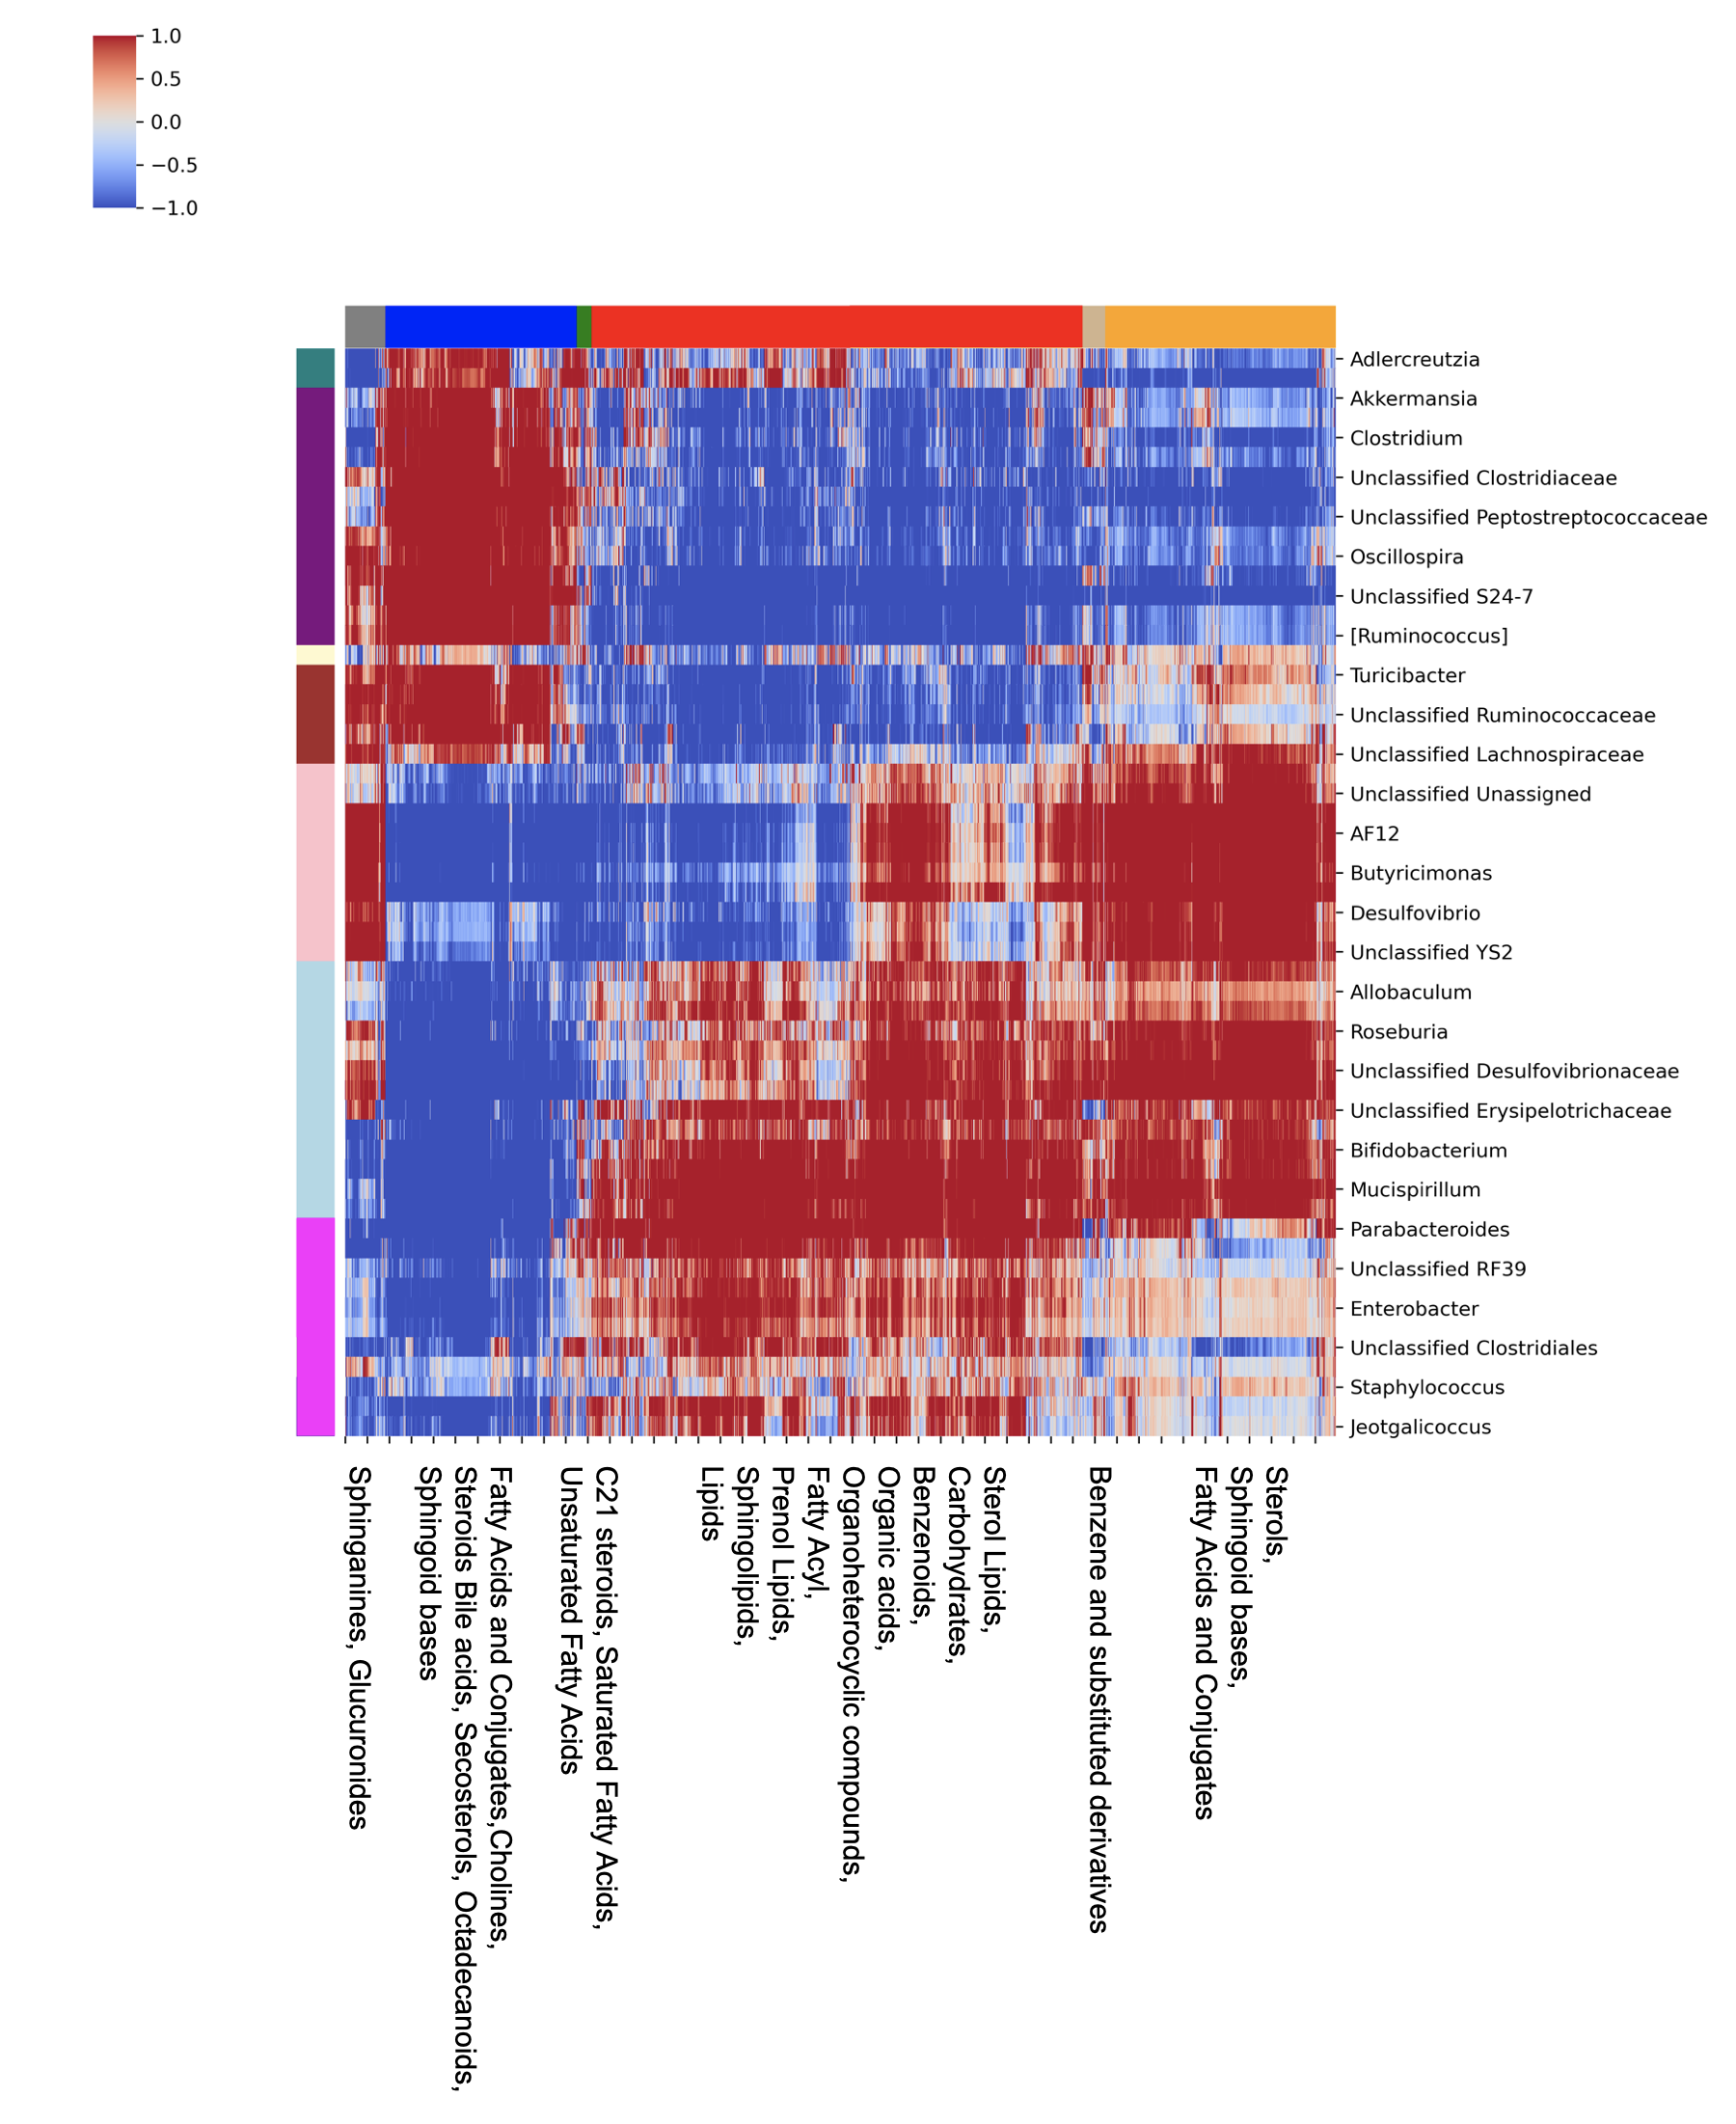 1.0
0.5
0.0
−0.5
−1.0
Adlercreutzia
Akkermansia
Clostridium
Unclassified Clostridiaceae
Unclassified Peptostreptococcaceae
Oscillospira
Unclassified S24-7
[Ruminococcus]
Turicibacter
Unclassified Ruminococcaceae
Unclassified Lachnospiraceae
Unclassified Unassigned
AF12
Butyricimonas
Desulfovibrio
Unclassified YS2
Allobaculum
Roseburia
Unclassified Desulfovibrionaceae
Unclassified Erysipelotrichaceae
Bifidobacterium
Mucispirillum
Parabacteroides
Unclassified RF39
Enterobacter
Unclassified Clostridiales
Staphylococcus
Jeotgalicoccus
Sphinganines, Glucuronides
Sphingoid bases
Steroids Bile acids, Secosterols, Octadecanoids,
Fatty Acids and Conjugates,Cholines,
Unsaturated Fatty Acids
C21 steroids, Saturated Fatty Acids,
Lipids
Sphingolipids,
Prenol Lipids,
Fatty Acyl,
Organoheterocyclic compounds,
Organic acids,
Benzenoids,
Carbohydrates,
Sterol Lipids,
Benzene and substituted derivatives
Fatty Acids and Conjugates
Sphingoid bases,
Sterols,